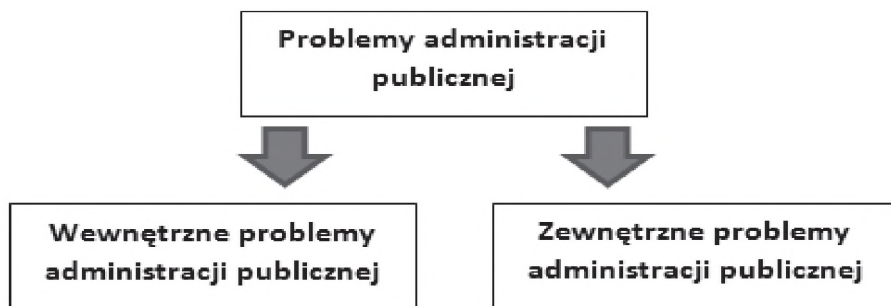 Problemy administracji
publicznej
Wewnętrzne problemy
administracji publicznej
Zewnętrzne problemy
administracji publicznej